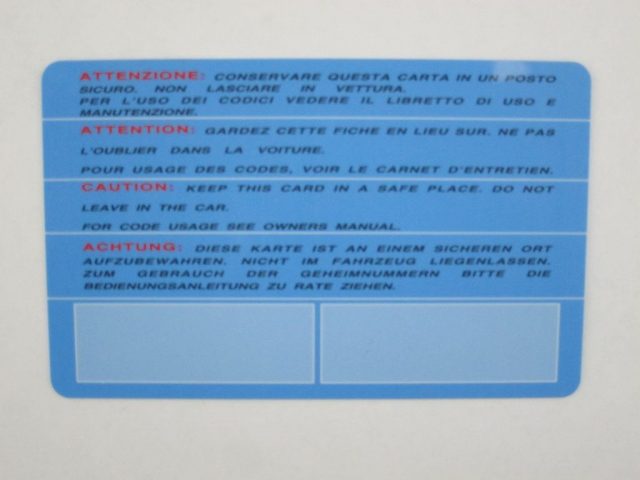 ATTENZIONE: CONSERVARE QUESTA CARTA IN UN POSTO
SICURO. NON LASCIARE IN VETTURA.
PER L'USO DEI CODICI VEDERE IL LIBRETTO DI USO E
MANUTENZIONE.
ATTENTION: GARDEZ CETTE FICHE EN LIEU SUR. NE PAS
L'OUBLIER DANS LA VOITURE.
POUR USAGE DES CODES, VOIR LE CARNET D'ENTRETIEN.
CAUTION: KEEP THIS CARD IN A SAFE PLACE. DO NOT
LEAVE IN THE CAR.
FOR CODE USAGE SEE OWNERS MANUAL.
ACHTUNG: DIESE KARTE IST AN EINEM SICHEREN ORT
AUFZUBEWAHREN. NICHT IM FAHRZEUG LIEGENLASSEN.
ZUM GEBRAUCH DER GEHEIMNUMMERN BITTE DIE
BEDIENUNGSANLEITUNG ZU RATE ZIEHEN.